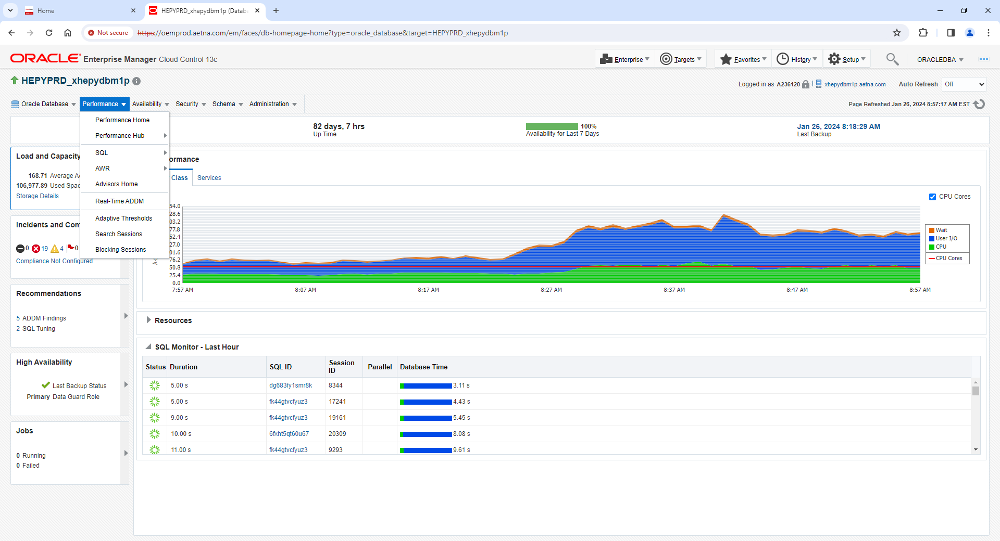 Home
HEPYPRD_xhepydbm1p (Databa
Not secure
https://oemprod.aetna.com/em/faces/db-homepage-home?type=oracle_database&target=HEPYPRD_xhepydbm1p
ORACLE Enterprise Manager Cloud Control 13c
Enterprise
Targets
Favorites
History
Setup
ORACLEDBA
HEPYPRD_xhepydbm1p
Logged in as A236120
xhepydbm1p.aetna.com
Auto Refresh
Off
Oracle Database
Performance
Availability
Security
Schema
Administration
Page Refreshed Jan 26, 2024 8:57:17 AM EST
Performance Home
Performance Hub
SQL
AWR
Advisors Home
Real-Time ADDM
Adaptive Thresholds
Search Sessions
Blocking Sessions
82 days, 7 hrs
Up Time
100%
Availability for Last 7 Days
Jan 26, 2024 8:18:29 AM
Last Backup
Load and Capacity
168.71 Average Ac
106,977.89 Used Spac
Storage Details
Incidents and Com
0 19 4 0
Compliance Not Configured
Recommendations
5 ADDM Findings
2 SQL Tuning
High Availability
Last Backup Status
Primary Data Guard Role
Jobs
0 Running
0 Failed
ormance
Class
Services
CPU Cores
54.0
28.6
03.2
77.8
52.4
27.0
01.6
76.2
50.8
25.4
0.0
7:57 AM
8:07 AM
8:17 AM
8:27 AM
8:37 AM
8:47 AM
8:57 AM
Wait
User I/O
CPU
CPU Cores
Resources
SQL Monitor - Last Hour
Status Duration SQL ID Session ID Parallel Database Time
5.00 s dg683fy1smr8k 8344 3.11 s
5.00 s fk44gtvcfyuz3 17241 4.43 s
9.00 s fk44gtvcfyuz3 19161 5.45 s
10.00 s 6fxht5qt60u67 20309 8.08 s
11.00 s fk44gtvcfyuz3 9293 9.61 s